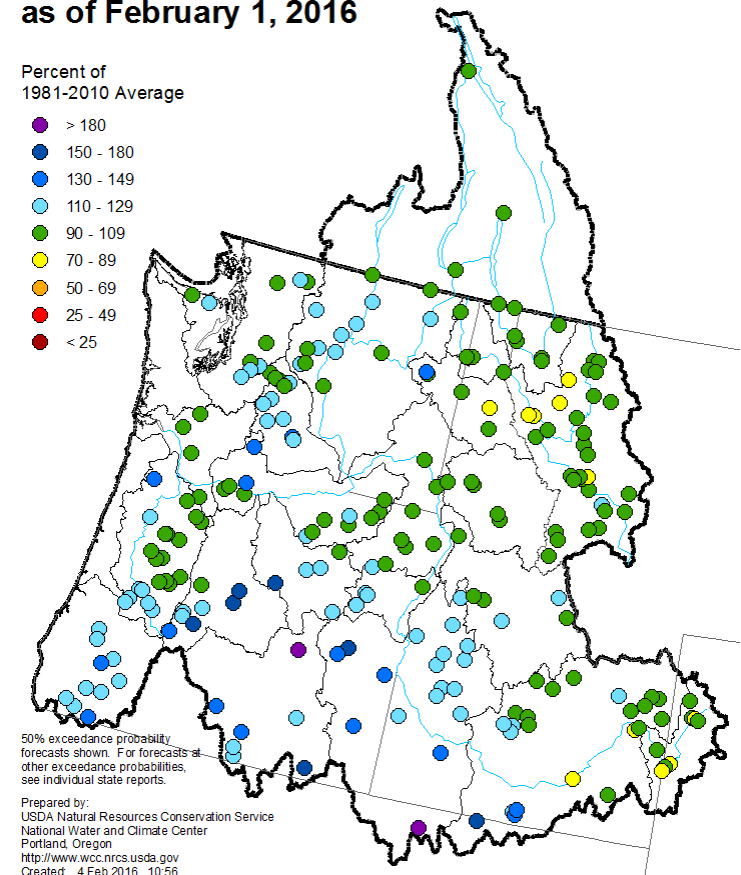 as of February 1, 2016
Percent of
1981-2010 Average
> 180
150 - 180
130 - 149
110 - 129
90 - 109
70 - 89
50 - 69
25 - 49
< 25
50% exceedance probability
forecasts shown. For forecasts at
other exceedance probabilities,
see individual state reports.
Prepared by:
USDA Natural Resources Conservation Service
National Water and Climate Center
Portland, Oregon
http://www.wcc.nrcs.usda.gov
Created: 4 Feb 2016 10:56